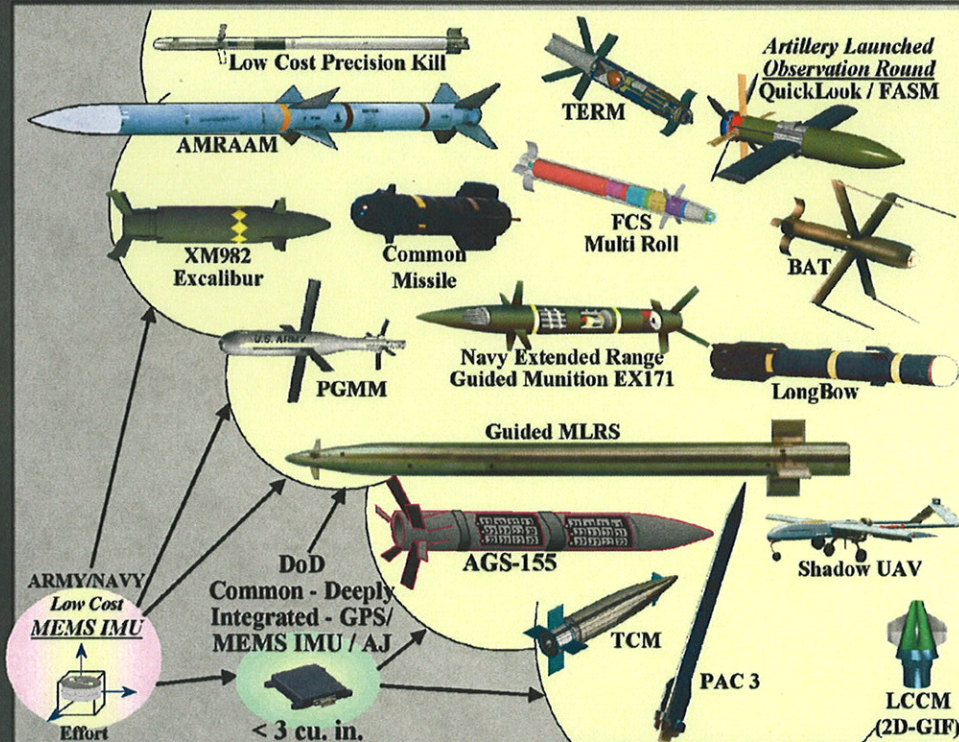 Low Cost Precision Kill
Artillery Launched
Observation Round
QuickLook / FASM
TERM
AMRAAM
FCS
Multi Roll
XM982
Excalibur
Common
Missile
BAT
U.S. ARMY
PGMM
Navy Extended Range
Guided Munition EX171
LongBow
Guided MLRS
AGS-155
Shadow UAV
ARMY/NAVY
Low Cost
MEMS IMU
Effort
DoD
Common - Deeply
Integrated - GPS/
MEMS IMU / AJ
< 3 cu. in.
TCM
PAC 3
LCCM
(2D-GIF)